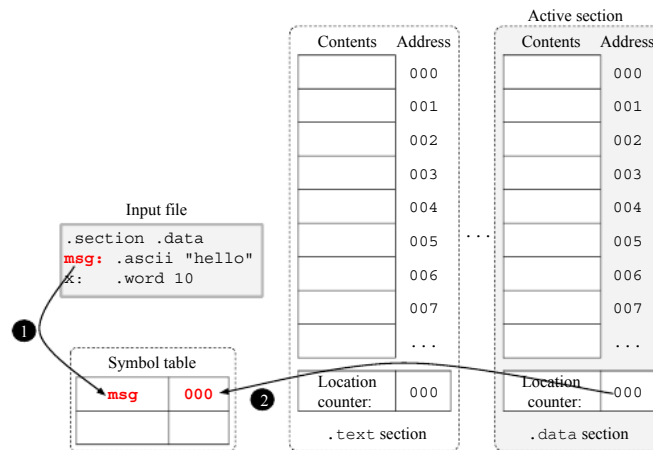 Active section
Contents Address Contents Address
000 000
001 001
002 002
003 003
004 004
005 ... 005
006 006
007 007
... ...
Location counter: 000 Location counter: 000
.text section .data section
Input file
.section .data
msg: .ascii "hello"
x: .word 10
1
Symbol table
msg 000
2